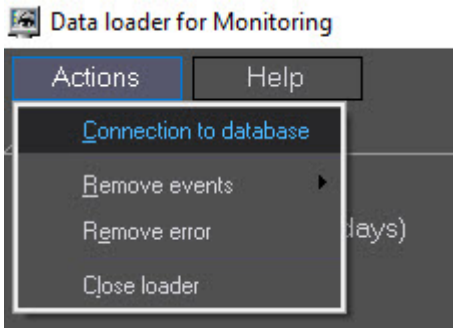 Data loader for Monitoring
Actions Help
Connection to database
Remove events
Remove error
days)
Close loader